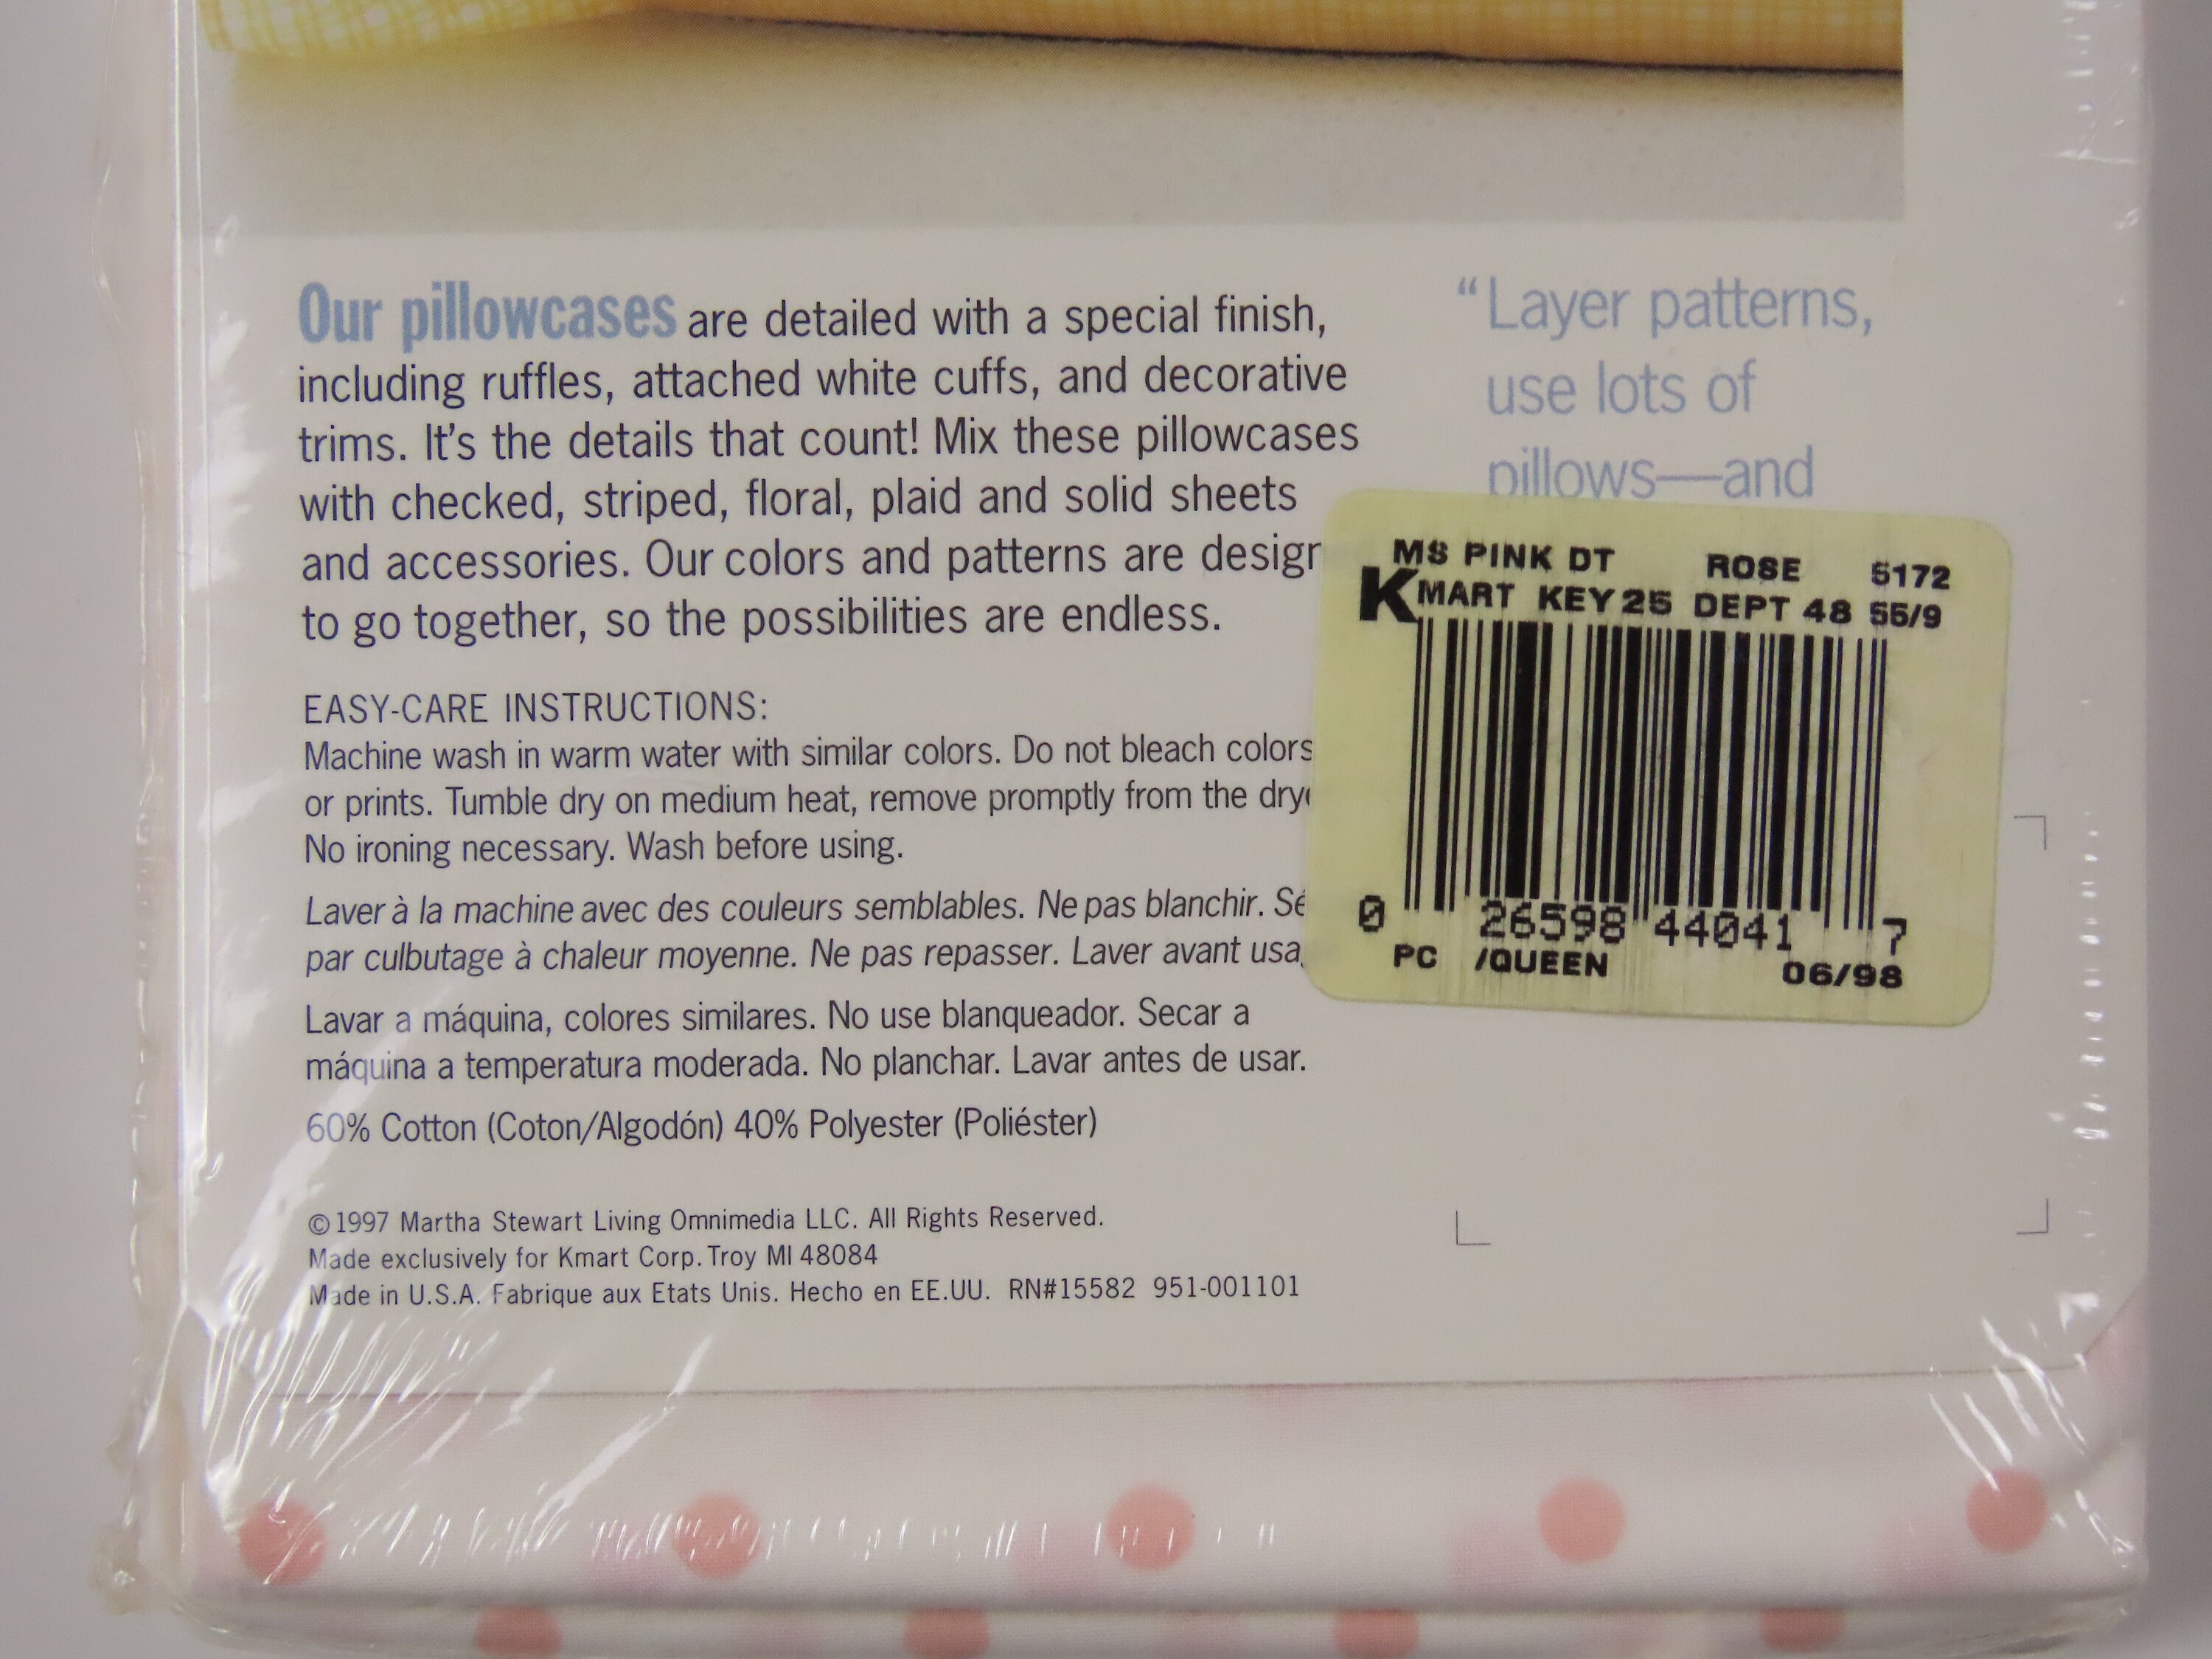 Our pillowcases are detailed with a special finish,
including ruffles, attached white cuffs, and decorative
trims. It's the details that count! Mix these pillowcases
with checked, striped, floral, plaid and solid sheets
and accessories. Our colors and patterns are
to go together, so the possibilities are endless.
EASY-CARE INSTRUCTIONS:
Machine wash in warm water with similar colors. Do not bleach colors
or prints. Tumble dry on medium heat, remove promptly from the
No ironing necessary. Wash before using.
Laver à la machine avec des couleurs semblables. Ne pas blanchir.
par culbutage à chaleur moyenne. Ne pas repasser. Laver avant
Lavar a máquina, colores similares. No use blanqueador. Secar a
máquina a temperatura moderada. No planchar. Lavar antes de usar.
60% Cotton (Coton/Algodón) 40% Polyester (Poliéster)
©1997 Martha Stewart Living Omnimedia LLC. All Rights Reserved.
Made exclusively for Kmart Corp. Troy MI 48084
Made in U.S.A. Fabrique aux Etats Unis. Hecho en EE.UU. RN#15582 951-001101
“Layer patterns,
use lots of
pillows—and
MS PINK DT ROSE 5172
KMART KEY 25 DEPT 48 55/9
0 26598 44041 7
PC /QUEEN 06/98